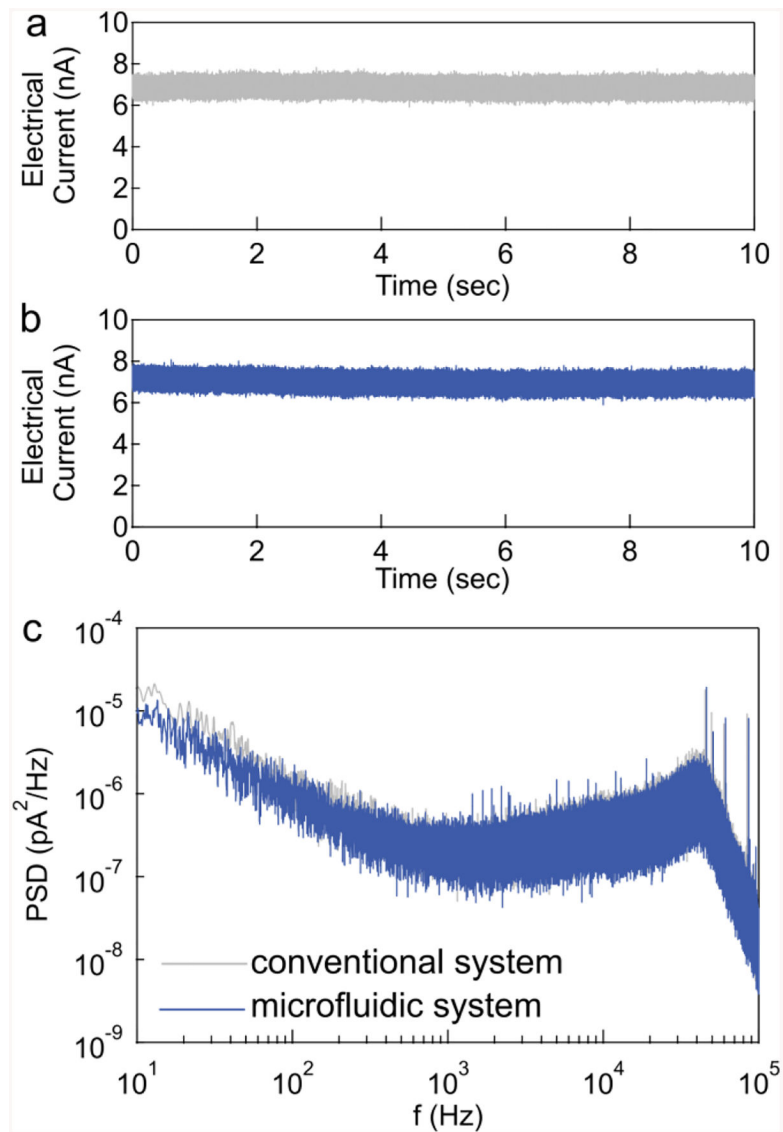 a
Electrical
Current (nA)
10
8
6
4
2
0
0 2 4 6 8 10
Time (sec)
b
Electrical
Current (nA)
10
8
6
4
2
0
0 2 4 6 8 10
Time (sec)
c
PSD (pA²/Hz)
10⁻⁴
10⁻⁵
10⁻⁶
10⁻⁷
10⁻⁸
10⁻⁹
conventional system
microfluidic system
10¹ 10² 10³ 10⁴ 10⁵
f (Hz)